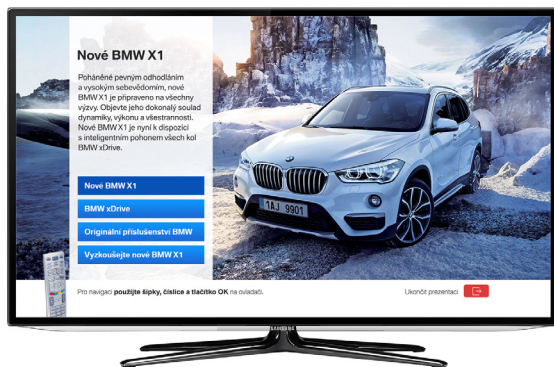 Nové BMW X1
Poháněné pevným odhodláním
a vysokým sebevědomím, nové
BMW X1 je připraveno na všechny
výzvy. Objevte jeho dokonalý soulad
dynamiky, výkonu a všestrannosti.
Nové BMW X1 je nyní k dispozici
s inteligentním pohonem všech kol
BMW xDrive.
Nové BMW X1
BMW xDrive
Originální příslušenství BMW
Vyzkoušejte nové BMW X1
1AJ 9901
Pro navigaci použijte šipky, číslice a tlačítko OK na ovladači.
Ukončit prezentaci
SAMSUNG